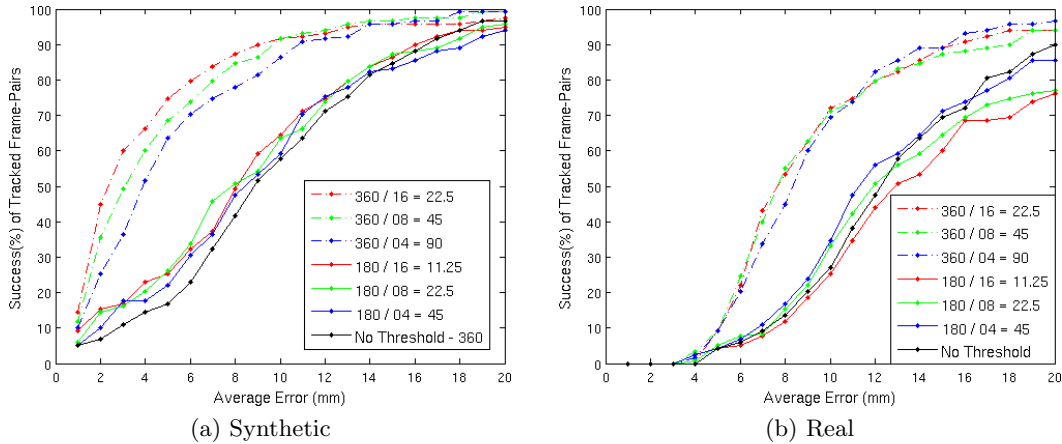 Success(%) of Tracked Frame-Pairs
100
90
80
70
60
50
40
30
20
10
0
360 / 16 = 22.5
360 / 08 = 45
360 / 04 = 90
180 / 16 = 11.25
180 / 08 = 22.5
180 / 04 = 45
No Threshold - 360
0 2 4 6 8 10 12 14 16 18 20
Average Error (mm)
(a) Synthetic
Success(%) of Tracked Frame-Pairs
100
90
80
70
60
50
40
30
20
10
0
360 / 16 = 22.5
360 / 08 = 45
360 / 04 = 90
180 / 16 = 11.25
180 / 08 = 22.5
180 / 04 = 45
No Threshold
0 2 4 6 8 10 12 14 16 18 20
Average Error (mm)
(b) Real